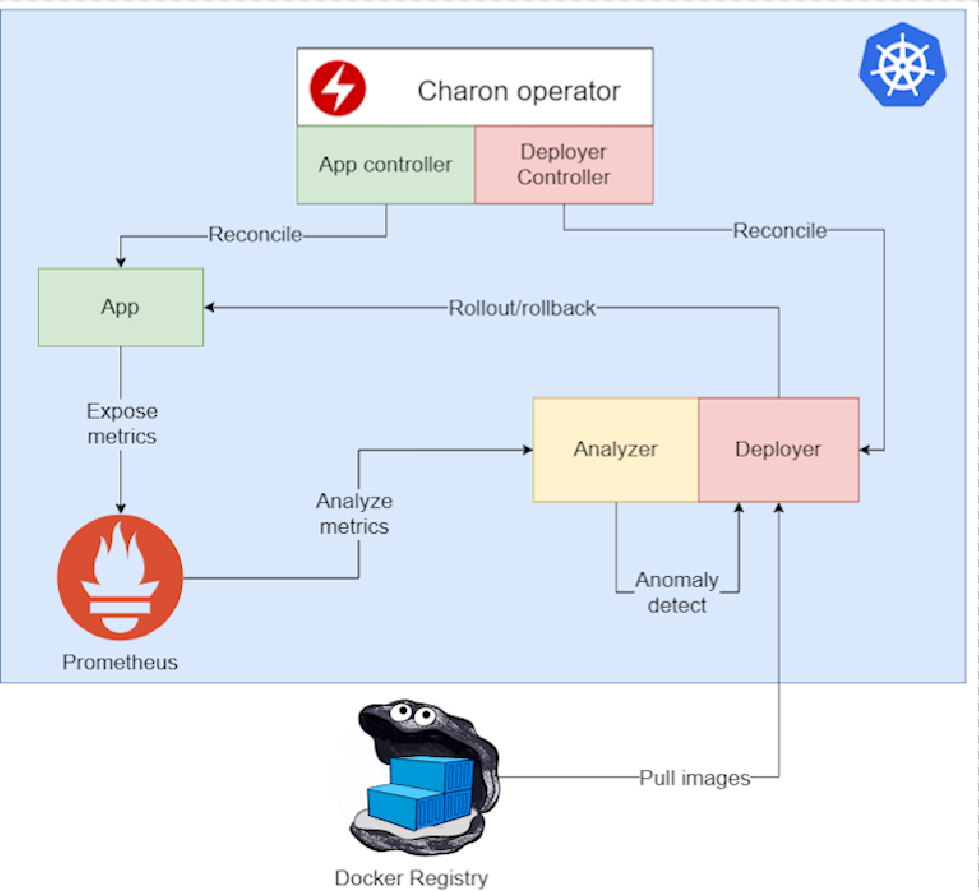 Charon operator
App controller
Deployer
Controller
Reconcile
Reconcile
App
Rollout/rollback
Expose
metrics
Analyzer
Deployer
Analyze
metrics
Anomaly
detect
Prometheus
Pull images
Docker Registry